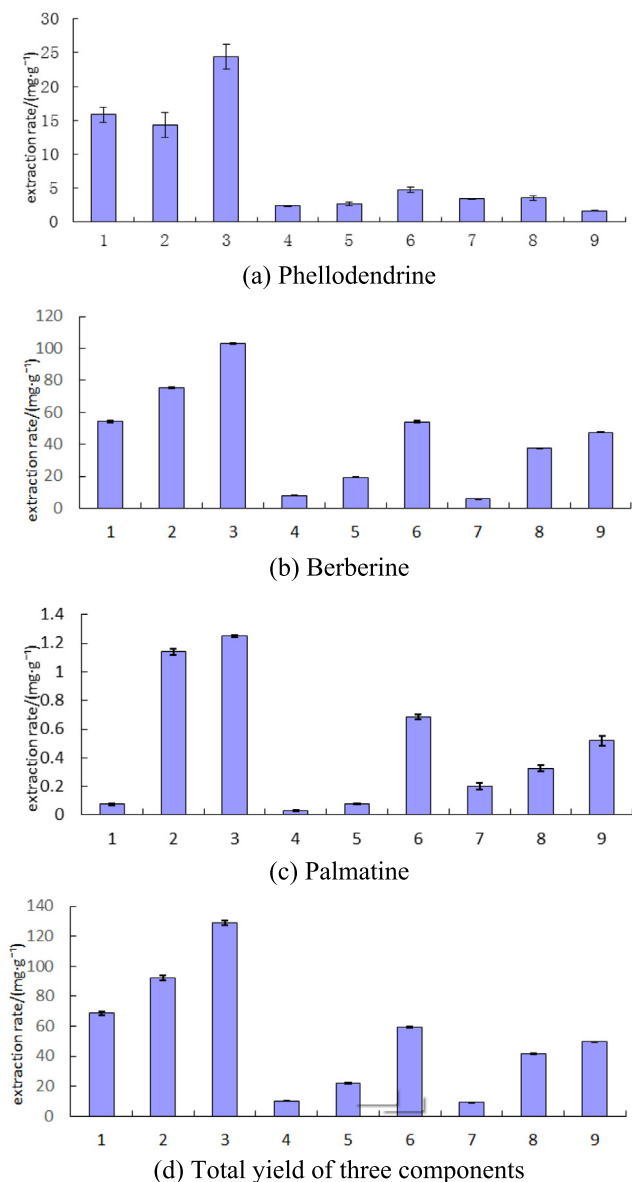 extraction rate/(mg·g⁻¹)
30
25
20
15
10
5
0
1 2 3 4 5 6 7 8 9
(a) Phellodendrine
extraction rate/(mg·g⁻¹)
120
100
80
60
40
20
0
1 2 3 4 5 6 7 8 9
(b) Berberine
extraction rate/(mg·g⁻¹)
1.4
1.2
1
0.8
0.6
0.4
0.2
0
1 2 3 4 5 6 7 8 9
(c) Palmatine
extraction rate/(mg·g⁻¹)
140
120
100
80
60
40
20
0
1 2 3 4 5 6 7 8 9
(d) Total yield of three components